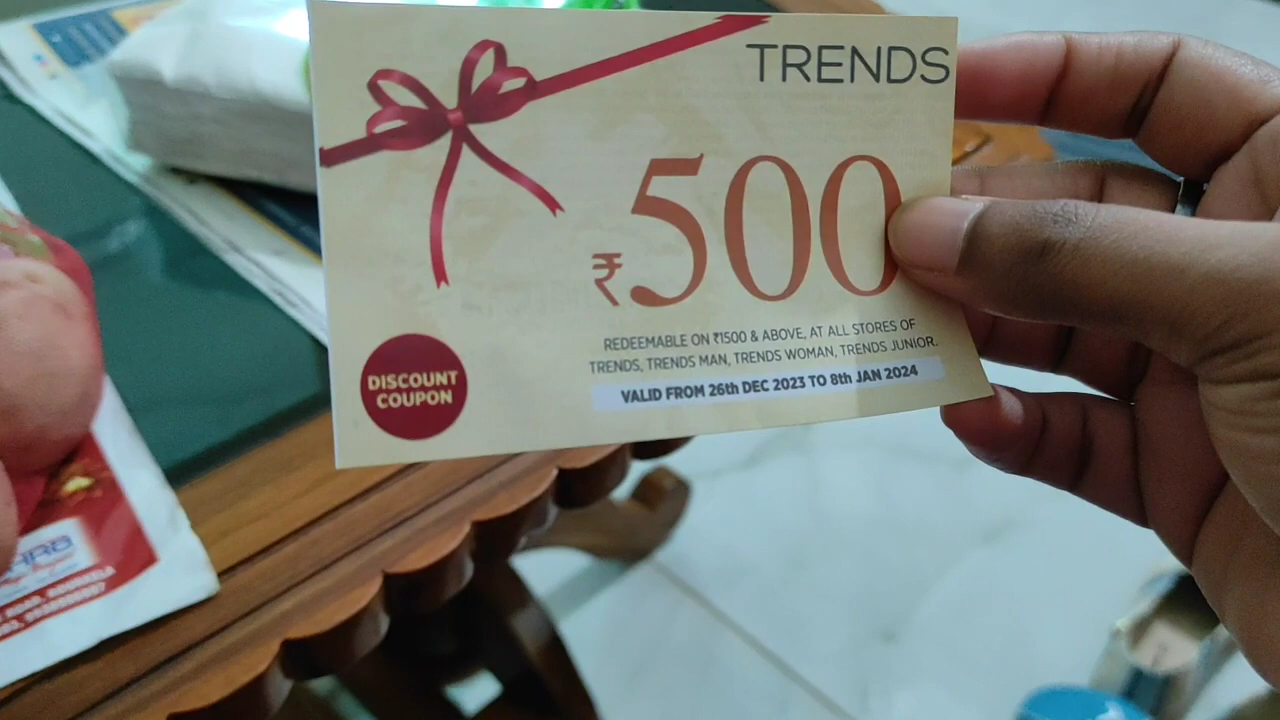 TRENDS
₹500
REDEEMABLE ON ₹1500 & ABOVE, AT ALL STORES OF
TRENDS, TRENDS MAN, TRENDS WOMAN, TRENDS JUNIOR.
VALID FROM 26th DEC 2023 TO 8th JAN 2024
DISCOUNT
COUPON